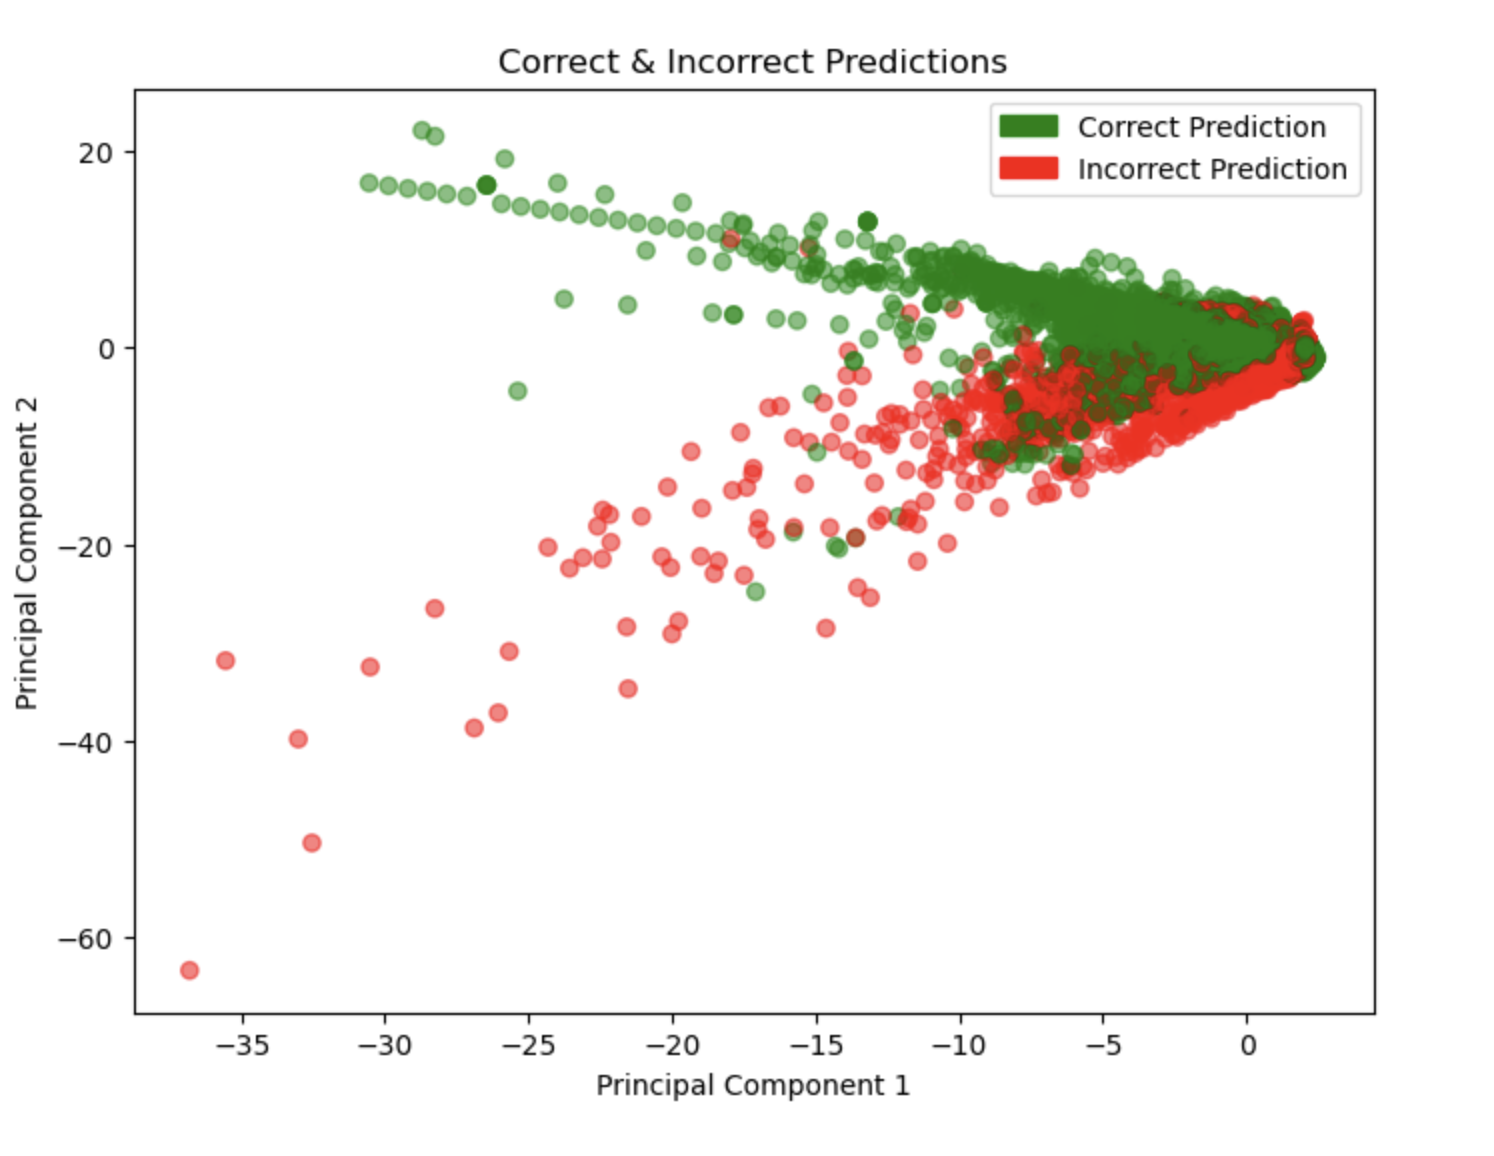 Correct & Incorrect Predictions
Correct Prediction
Incorrect Prediction
Principal Component 2
20
0
−20
−40
−60
−35
−30
−25
−20
−15
−10
−5
0
Principal Component 1